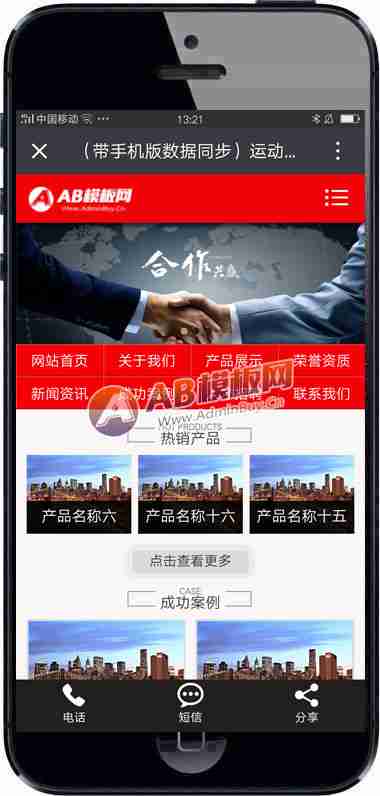 中国移动 13:21
（带手机版数据同步）运动...
AB模板网
Www.AdminBuy.Cn
合作共赢
网站首页 关于我们 产品展示 荣誉资质
新闻资讯 联系我们
AB模板网
Www.AdminBuy.Cn
HOT PRODUCTS
热销产品
产品名称六 产品名称十六 产品名称十五
点击查看更多
CASE
成功案例
电话 短信 分享